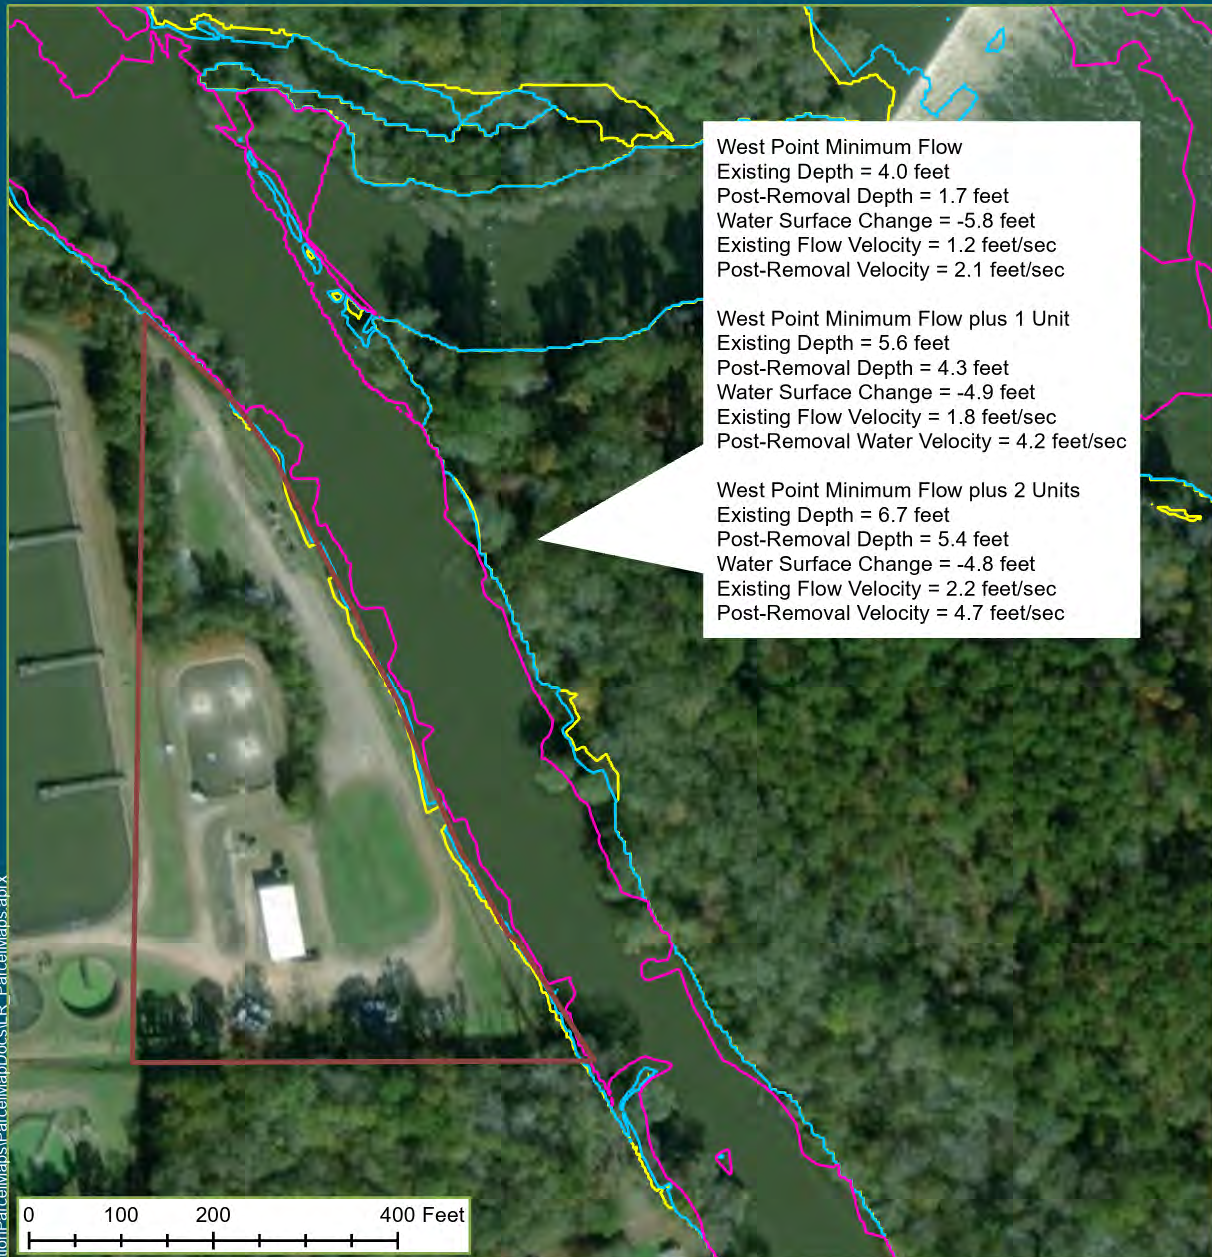 West Point Minimum Flow
Existing Depth = 4.0 feet
Post-Removal Depth = 1.7 feet
Water Surface Change = -5.8 feet
Existing Flow Velocity = 1.2 feet/sec
Post-Removal Velocity = 2.1 feet/sec
West Point Minimum Flow plus 1 Unit
Existing Depth = 5.6 feet
Post-Removal Depth = 4.3 feet
Water Surface Change = -4.9 feet
Existing Flow Velocity = 1.8 feet/sec
Post-Removal Water Velocity = 4.2 feet/sec
West Point Minimum Flow plus 2 Units
Existing Depth = 6.7 feet
Post-Removal Depth = 5.4 feet
Water Surface Change = -4.8 feet
Existing Flow Velocity = 2.2 feet/sec
Post-Removal Velocity = 4.7 feet/sec
0 100 200 400 Feet